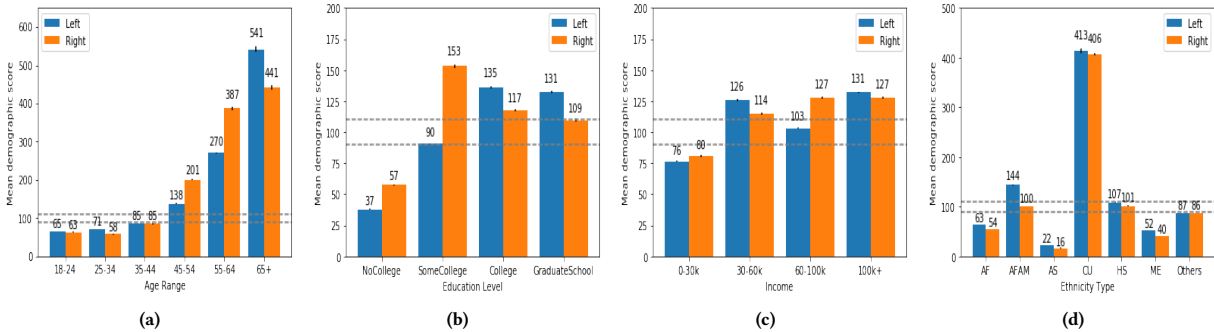 Mean demographic score
600
500
400
300
200
100
0
Left
Right
65
63
71
58
85
85
138
201
270
387
541
441
18-24
25-34
35-44
45-54
55-64
65+
Age Range
(a)
Mean demographic score
200
175
150
125
100
75
50
25
0
Left
Right
37
57
90
153
135
117
131
109
NoCollege
SomeCollege
College
GraduateSchool
Education Level
(b)
Mean demographic score
200
175
150
125
100
75
50
25
0
Left
Right
76
80
126
114
103
127
131
127
0-30k
30-60k
60-100k
100k+
Income
(c)
Mean demographic score
500
400
300
200
100
0
Left
Right
63
54
144
100
22
16
413
406
107
101
52
40
87
86
AF
AFAM
AS
CU
HS
ME
Others
Ethnicity Type
(d)